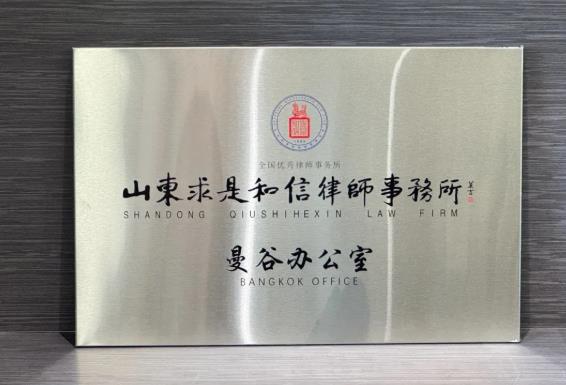 全国优秀律师事务所
山東求是和信律師事務所
SHANDONG QIUSHIHEXIN LAW FIRM
曼谷办公室
BANGKOK OFFICE